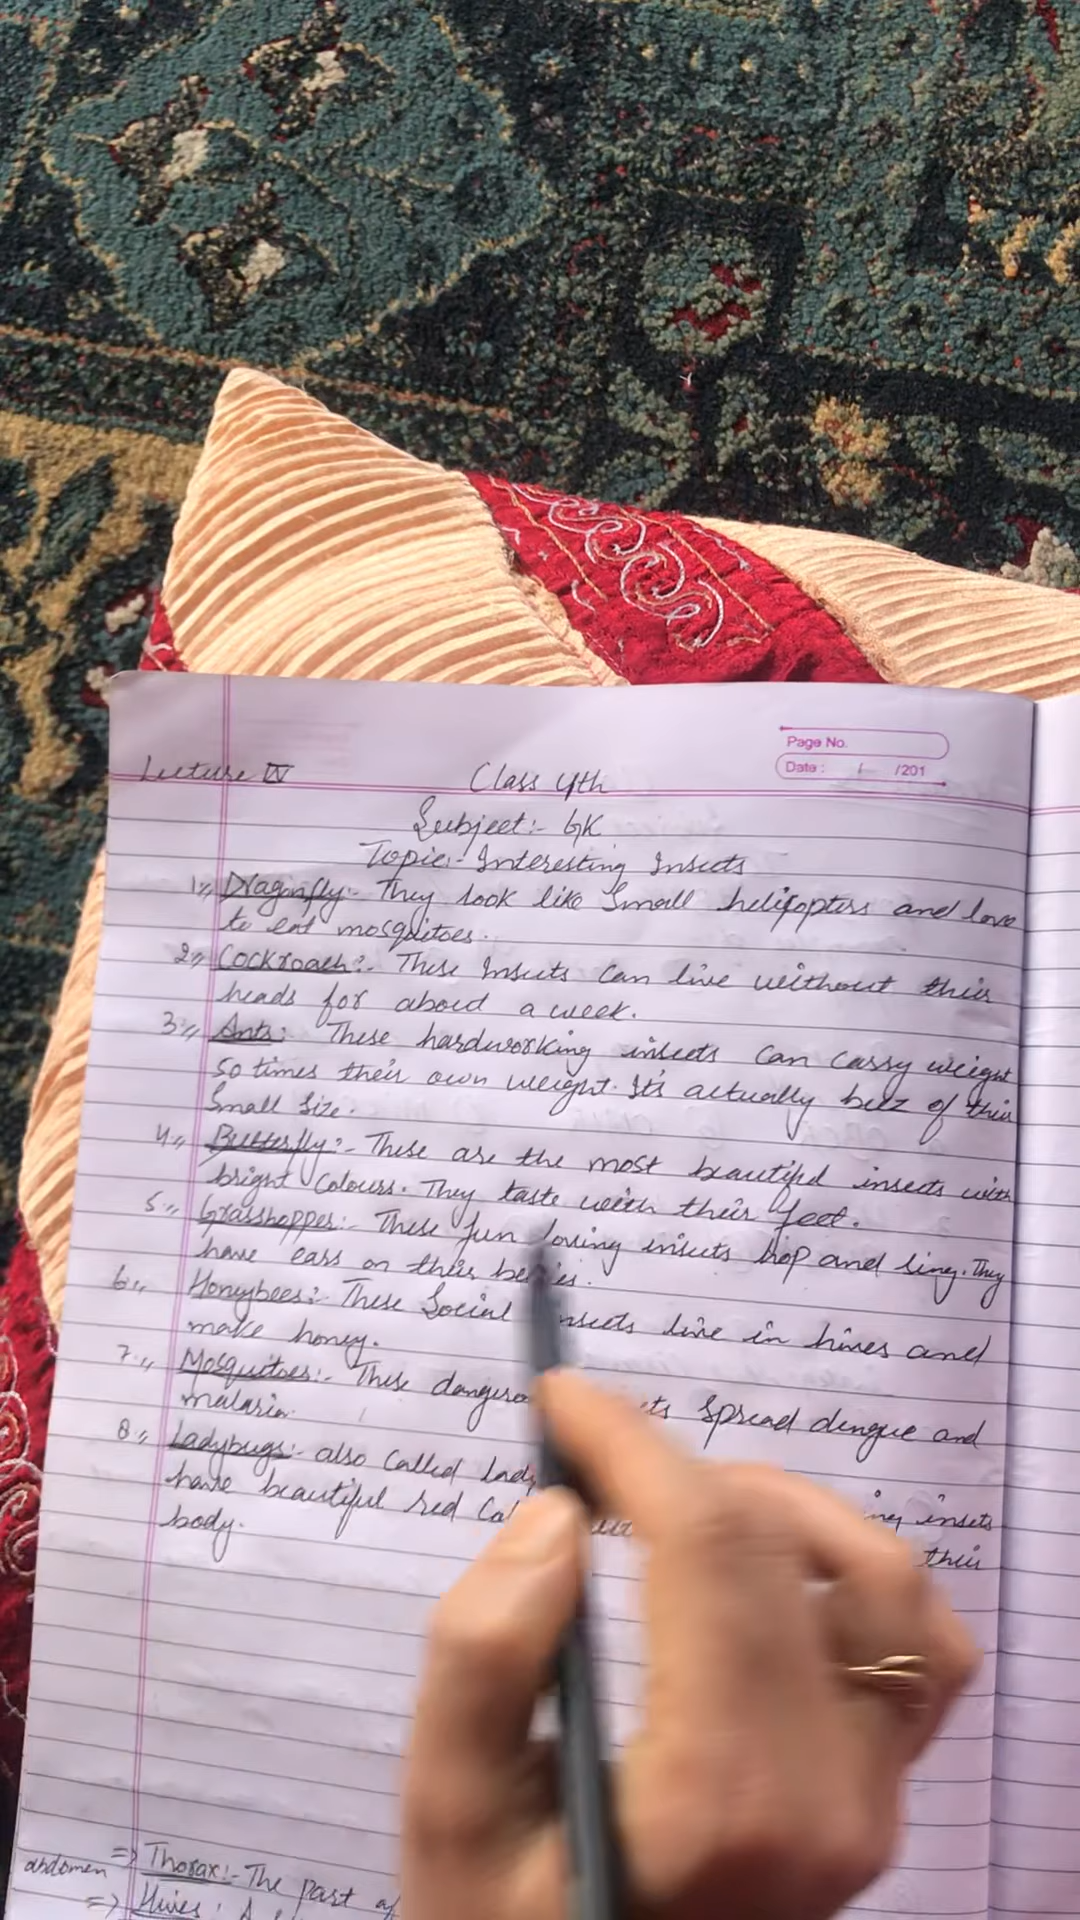 Page No.
Date : / /201
Lecture IV
Class 4th
Subject:- GK
Topic:- Interesting Insects
1,, Dragonfly:- They look like small helicopters and love
to eat mosquitoes.
2,, Cockroach:- These Insects can live without their
heads for about a week.
3,, Ants: These hardworking insects can carry weight
50 times their own weight. It's actually bcz of their
Small Size.
4,, Butterfly:- These are the most beautiful insects with
bright Colours. They taste with their feet.
5,, Grasshopper:- These fun loving insects hop and sing. They
have ears on their bellies.
6,, Honeybees:- These Social insects live in hives and
make honey.
7,, Mosquitoes:- These spread dengue and
malaria.
8,, Ladybugs:- also called insets
have beautiful red their
body.
abdomen => Thorax:- The part of
=> Hives: A